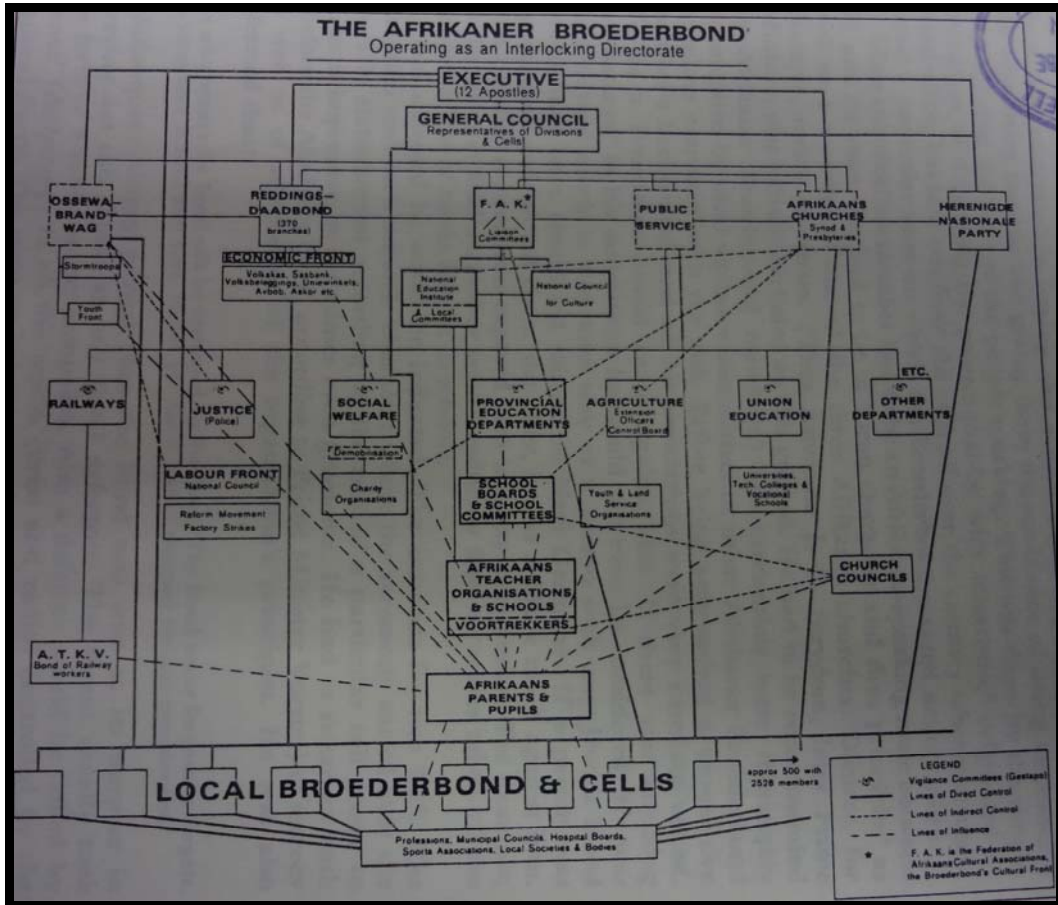 THE AFRIKANER BROEDERBOND
Operating as an Interlocking Directorate
EXECUTIVE
(12 Apostles)
GENERAL COUNCIL
Representatives of Divisions
& Cells
OSSEWA
BRAND
WAG
REDDINGS—
DAADBOND
(370
branches)
F. A. K.*
Liaison
Committees
PUBLIC
SERVICE
AFRIKAANS
CHURCHES
Synod &
Presbyteries
HERENIGDE
NASIONALE
PARTY
Stormtroops
Youth
Front
ECONOMIC FRONT
Volkskas, Sasbank,
Volksbeleggings, Uniewinkels,
Avbob, Askor etc.
National
Education
Institute
& Local
Committees
National Council
for Culture
RAILWAYS
JUSTICE
(Police)
SOCIAL
WELFARE
Demobilisation
PROVINCIAL
EDUCATION
DEPARTMENTS
AGRICULTURE
Extension
Officers
Control Board
UNION
EDUCATION
ETC.
OTHER
DEPARTMENTS
LABOUR FRONT
National Council
Reform Movement
Factory Strikes
Charity
Organisations
SCHOOL
BOARDS
& SCHOOL
COMMITTEES
Youth & Land
Service
Organisations
Universities,
Tech. Colleges &
Vocational
Schools
AFRIKAANS
TEACHER
ORGANISATIONS
& SCHOOLS
VOORTREKKERS
CHURCH
COUNCILS
A. T. K. V.
Bond of Railway
workers
AFRIKAANS
PARENTS &
PUPILS
LOCAL BROEDERBOND & CELLS
approx 500 with
2528 members
Professions, Municipal Councils, Hospital Boards,
Sports Associations, Local Societies & Bodies
LEGEND
Vigilance Committees (Gestapo)
Lines of Direct Control
Lines of Indirect Control
Lines of Influence
* F. A. K. is the Federation of
Afrikaans Cultural Associations,
the Broederbond's Cultural Front